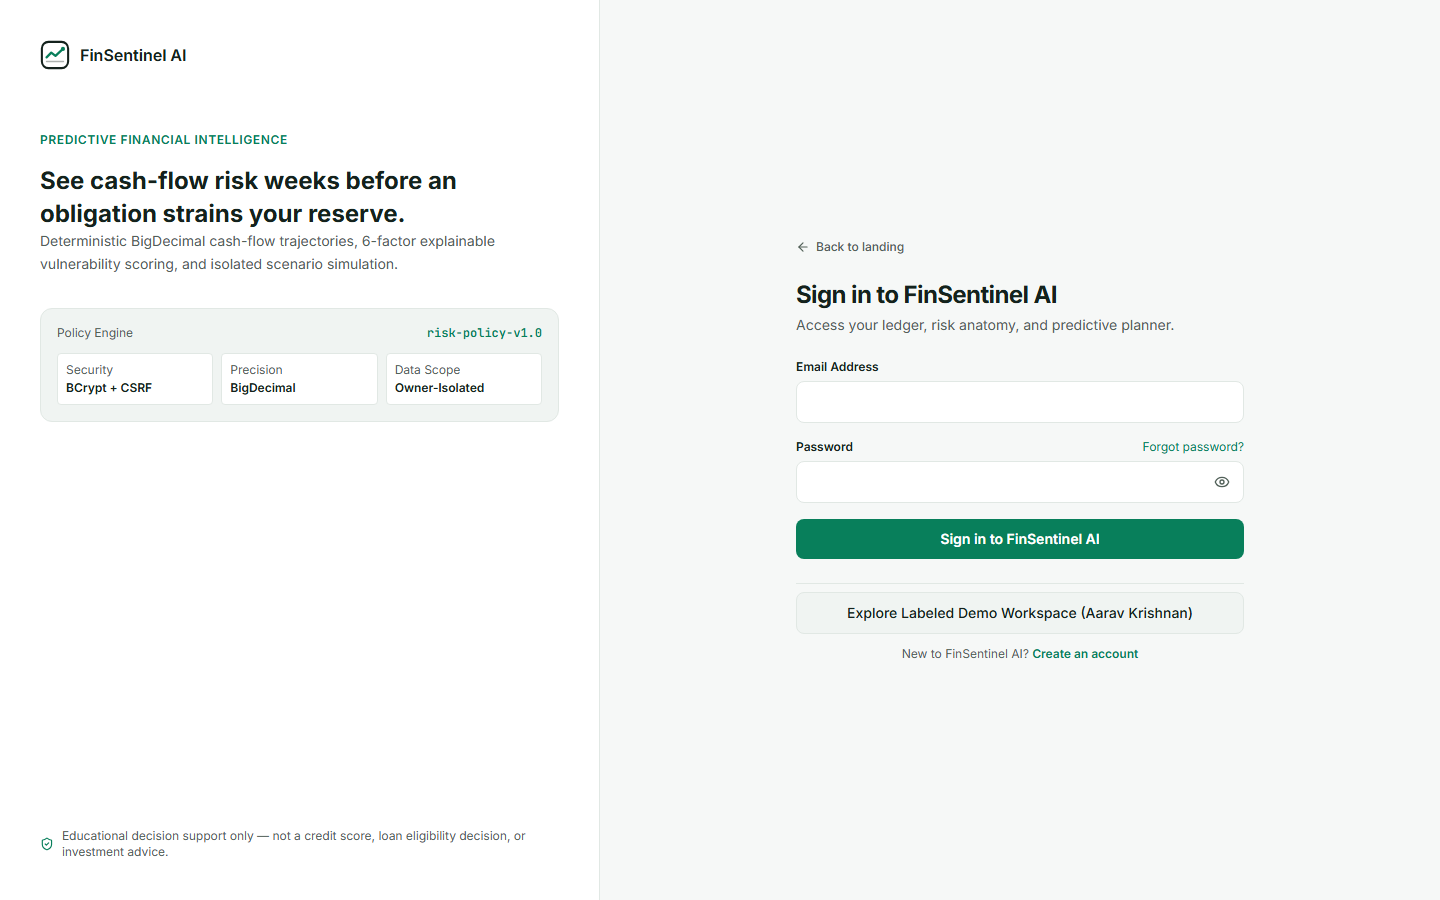 FinSentinel AI
PREDICTIVE FINANCIAL INTELLIGENCE
See cash-flow risk weeks before an
obligation strains your reserve.
Deterministic BigDecimal cash-flow trajectories, 6-factor explainable
vulnerability scoring, and isolated scenario simulation.
Policy Engine
risk-policy-v1.0
Security
BCrypt + CSRF
Precision
BigDecimal
Data Scope
Owner-Isolated
Educational decision support only — not a credit score, loan eligibility decision, or
investment advice.
Back to landing
Sign in to FinSentinel AI
Access your ledger, risk anatomy, and predictive planner.
Email Address
Password
Forgot password?
Sign in to FinSentinel AI
Explore Labeled Demo Workspace (Aarav Krishnan)
New to FinSentinel AI? Create an account